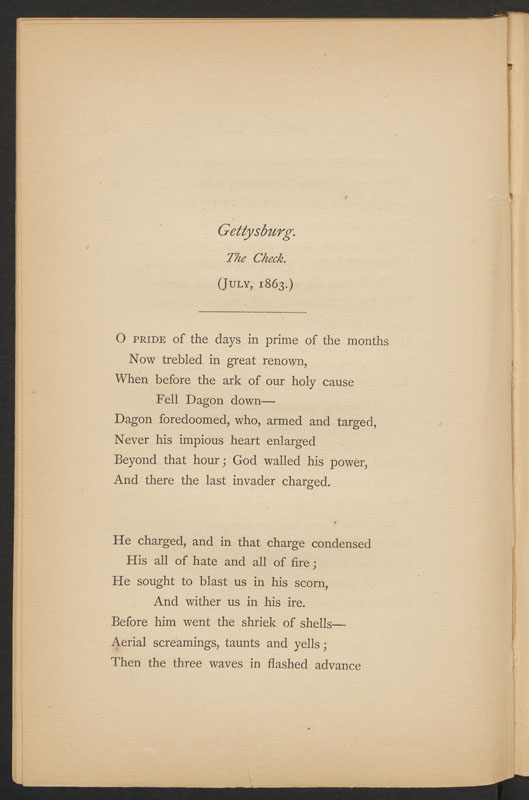 Gettysburg.
The Check.
(July, 1863.)
O PRIDE of the days in prime of the months
Now trebled in great renown,
When before the ark of our holy cause
Fell Dagon down—
Dagon foredoomed, who, armed and targed,
Never his impious heart enlarged
Beyond that hour; God walled his power,
And there the last invader charged.
He charged, and in that charge condensed
His all of hate and all of fire;
He sought to blast us in his scorn,
And wither us in his ire.
Before him went the shriek of shells—
Aerial screamings, taunts and yells;
Then the three waves in flashed advance